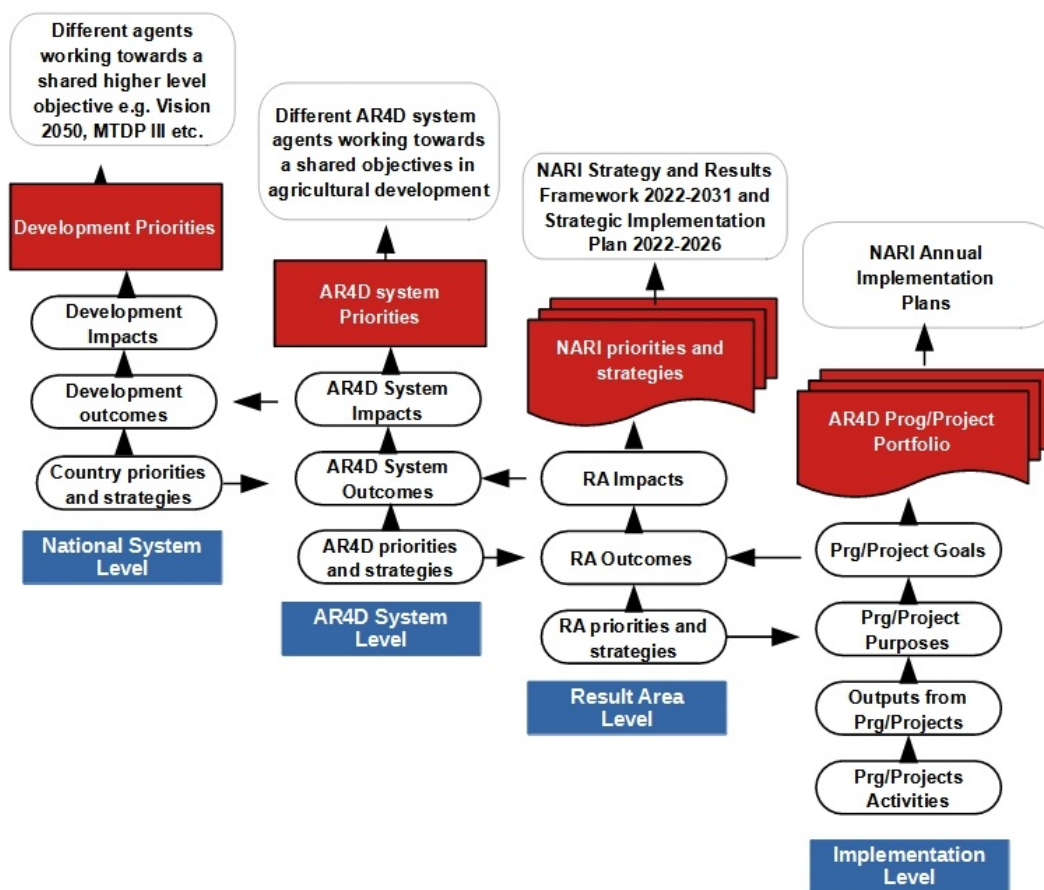 Different agents
working towards a
shared higher level
objective e.g. Vision
2050, MTDP III etc.
Development Priorities
Development
Impacts
Development
outcomes
Country priorities
and strategies
National System
Level
Different AR4D system
agents working towards
a shared objectives in
agricultural development
AR4D system
Priorities
AR4D System
Impacts
AR4D System
Outcomes
AR4D priorities
and strategies
AR4D System
Level
NARI Strategy and Results
Framework 2022-2031 and
Strategic Implementation
Plan 2022-2026
NARI priorities and
strategies
RA Impacts
RA Outcomes
RA priorities and
strategies
Result Area
Level
NARI Annual
Implementation
Plans
AR4D Prog/Project
Portfolio
Prg/Project Goals
Prg/Project
Purposes
Outputs from
Prg/Projects
Prg/Projects
Activities
Implementation
Level